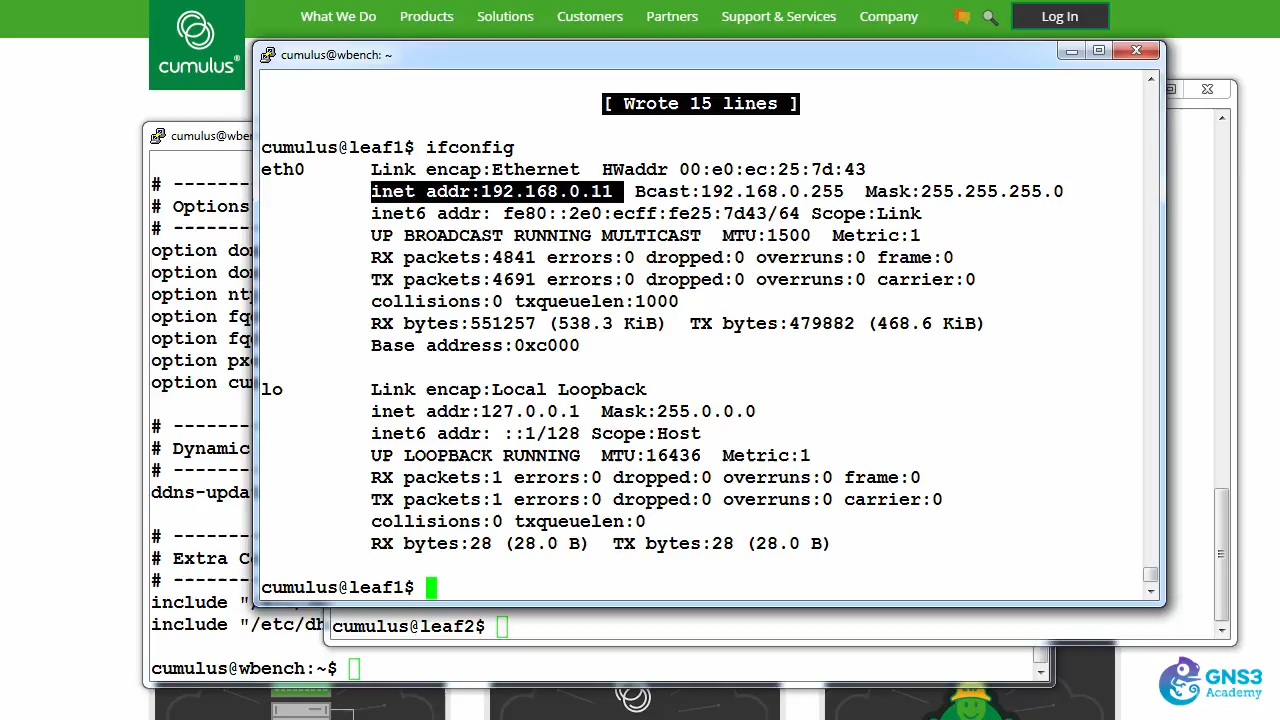 What We Do Products Solutions Customers Partners Support & Services Company Log In
cumulus®
cumulus@wbench: ~
[ Wrote 15 lines ]
cumulus@leaf1$ ifconfig
eth0 Link encap:Ethernet HWaddr 00:e0:ec:25:7d:43
inet addr:192.168.0.11 Bcast:192.168.0.255 Mask:255.255.255.0
inet6 addr: fe80::2e0:ecff:fe25:7d43/64 Scope:Link
UP BROADCAST RUNNING MULTICAST MTU:1500 Metric:1
RX packets:4841 errors:0 dropped:0 overruns:0 frame:0
TX packets:4691 errors:0 dropped:0 overruns:0 carrier:0
collisions:0 txqueuelen:1000
RX bytes:551257 (538.3 KiB) TX bytes:479882 (468.6 KiB)
Base address:0xc000
lo Link encap:Local Loopback
inet addr:127.0.0.1 Mask:255.0.0.0
inet6 addr: ::1/128 Scope:Host
UP LOOPBACK RUNNING MTU:16436 Metric:1
RX packets:1 errors:0 dropped:0 overruns:0 frame:0
TX packets:1 errors:0 dropped:0 overruns:0 carrier:0
collisions:0 txqueuelen:0
RX bytes:28 (28.0 B) TX bytes:28 (28.0 B)
cumulus@leaf1$
cumulus@wben
# -------
# Options
# -------
option do
option do
option nt
option fq
option fq
option px
option cu
# -------
# Dynamic
# -------
ddns-upda
# -------
# Extra C
# -------
include "/
include "/etc/dh
cumulus@wbench:~$
cumulus@leaf2$
GNS3
Academy